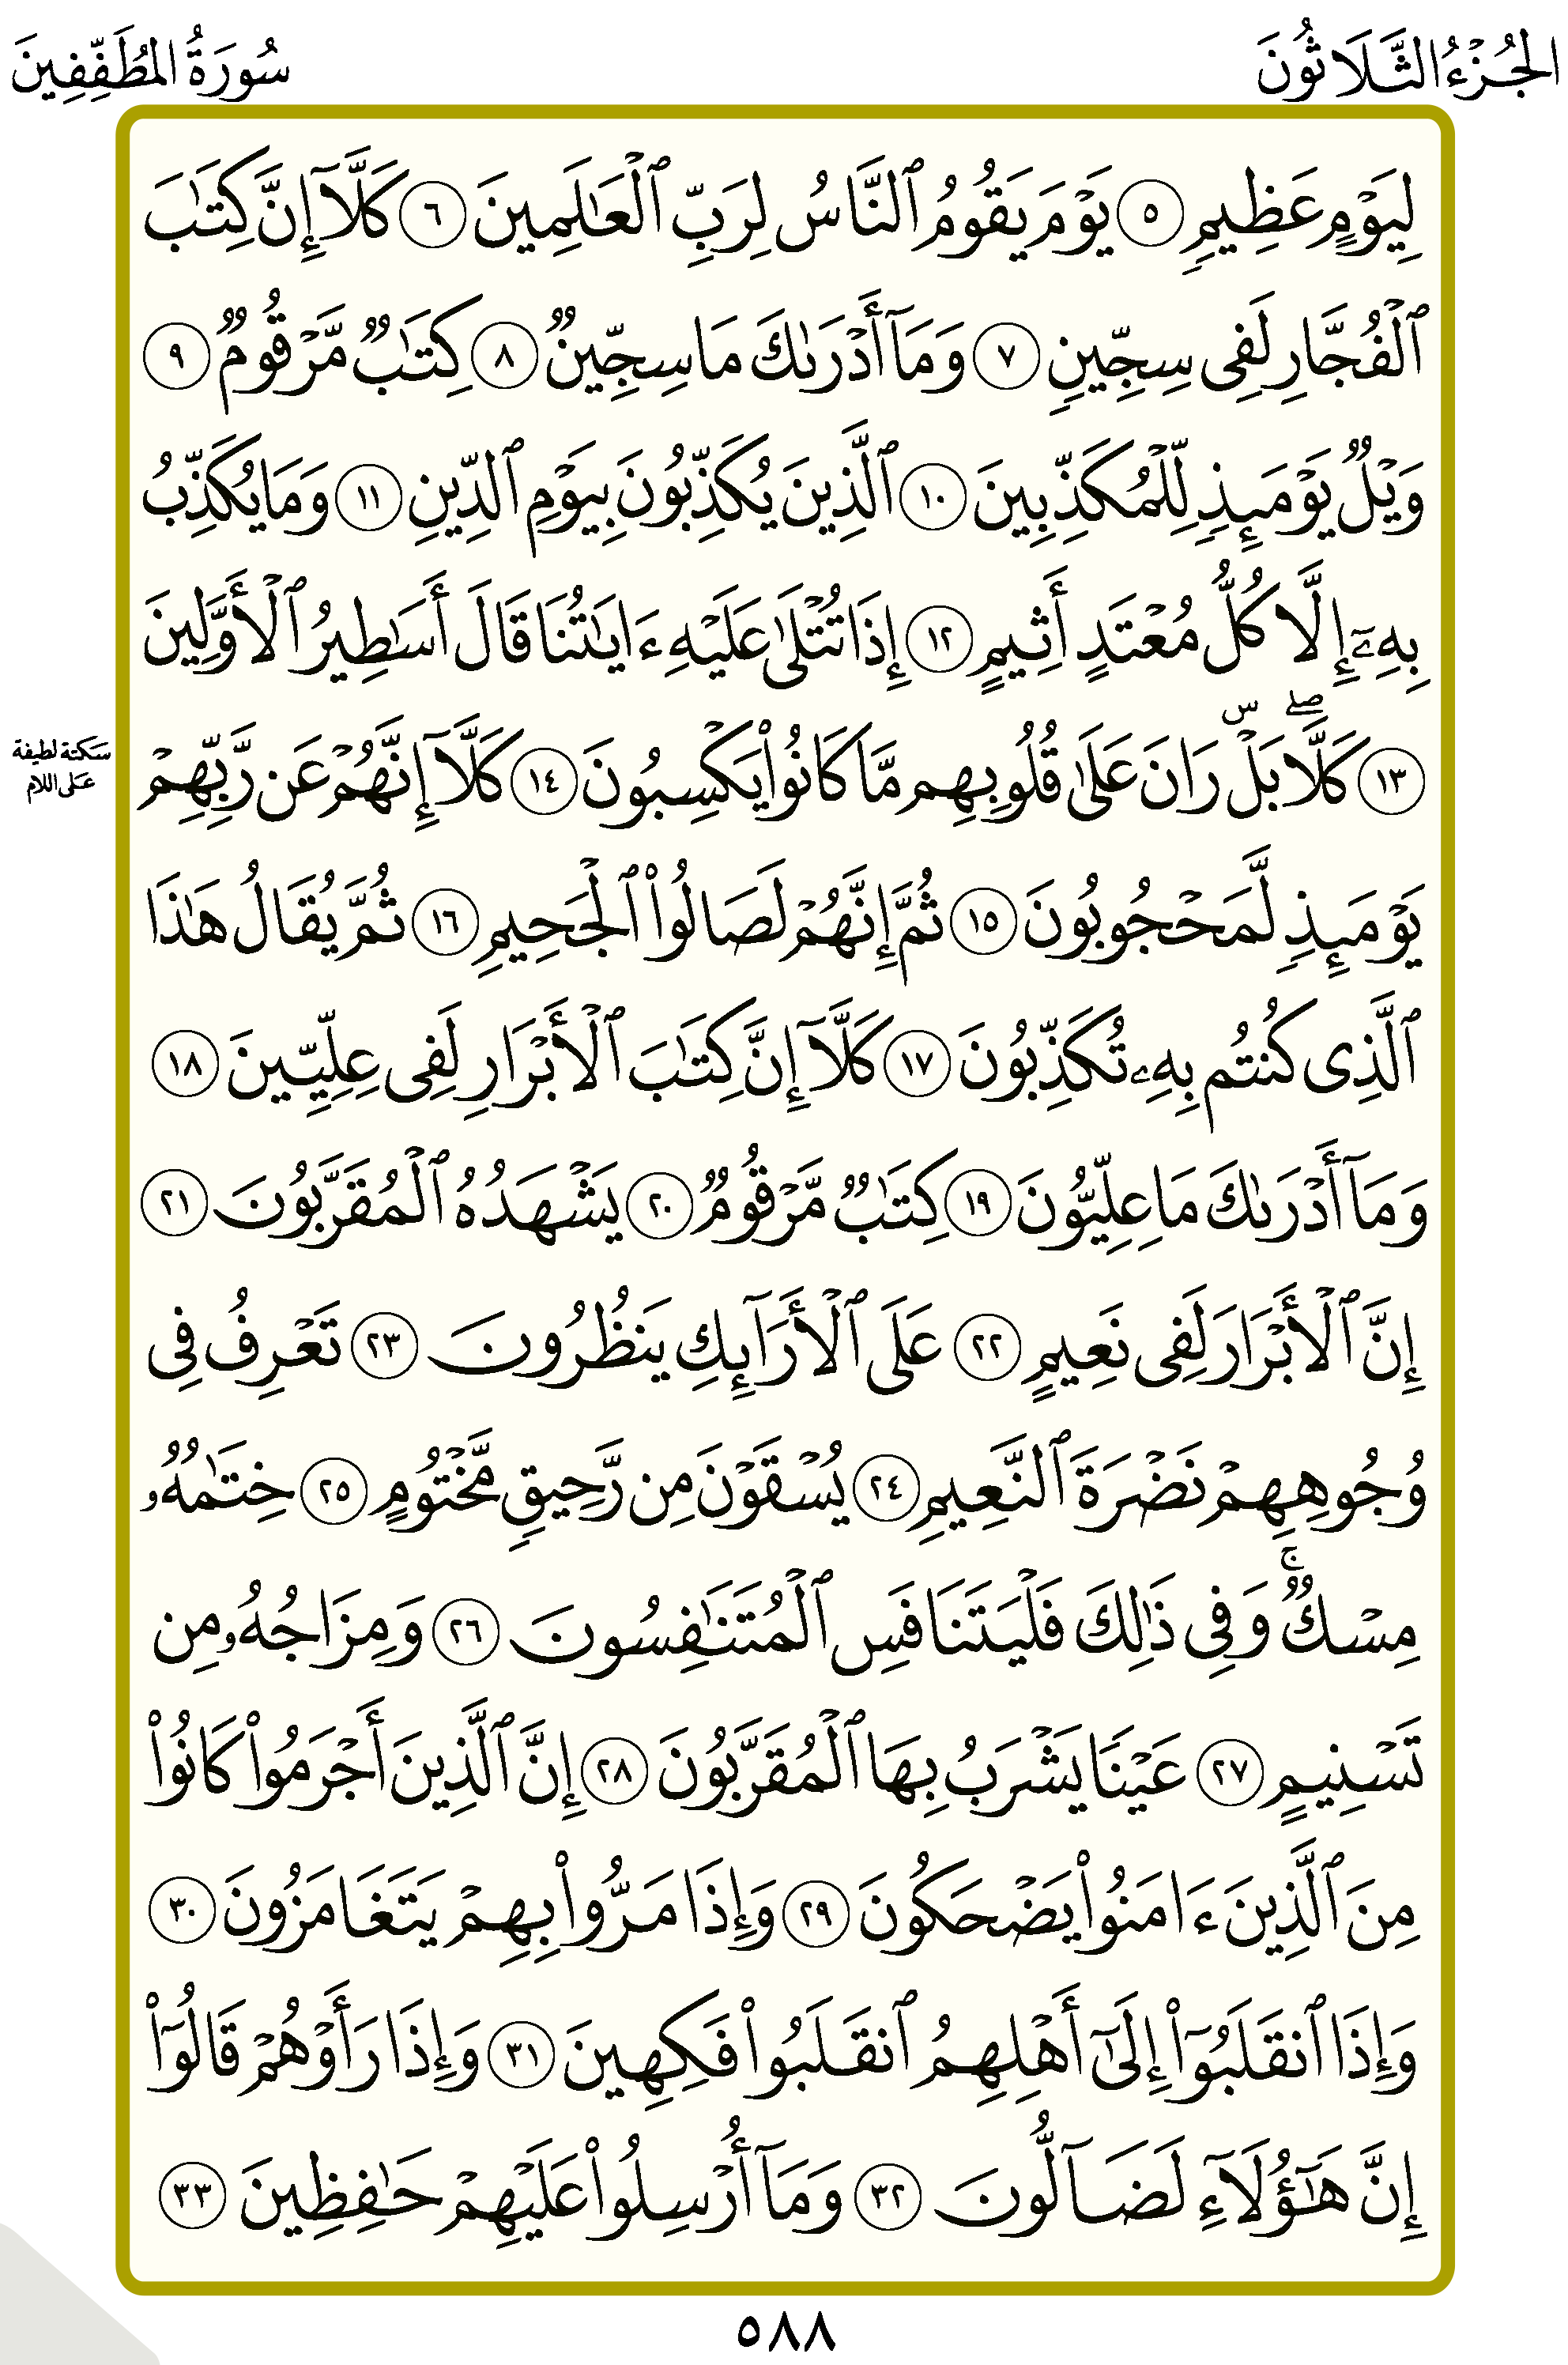 الجُزْءُ الثَّلَاثُونَ
سُورَةُ المُطَفِّفِينَ
لِيَوْمٍ عَظِيمٍ ٥ يَوْمَ يَقُومُ ٱلنَّاسُ لِرَبِّ ٱلْعَـٰلَمِينَ ٦ كَلَّآ إِنَّ كِتَـٰبَ
ٱلْفُجَّارِ لَفِى سِجِّينٍ ٧ وَمَآ أَدْرَىٰكَ مَا سِجِّينٌ ٨ كِتَـٰبٌ مَّرْقُومٌ ٩
وَيْلٌ يَوْمَئِذٍ لِّلْمُكَذِّبِينَ ١٠ ٱلَّذِينَ يُكَذِّبُونَ بِيَوْمِ ٱلدِّينِ ١١ وَمَا يُكَذِّبُ
بِهِۦٓ إِلَّا كُلُّ مُعْتَدٍ أَثِيمٍ ١٢ إِذَا تُتْلَىٰ عَلَيْهِ ءَايَـٰتُنَا قَالَ أَسَـٰطِيرُ ٱلْأَوَّلِينَ
١٣ كَلَّا ۖ بَلْ ۜ رَانَ عَلَىٰ قُلُوبِهِم مَّا كَانُوا۟ يَكْسِبُونَ ١٤ كَلَّآ إِنَّهُمْ عَن رَّبِّهِمْ
سكتة لطيفة
على اللام
يَوْمَئِذٍ لَّمَحْجُوبُونَ ١٥ ثُمَّ إِنَّهُمْ لَصَالُوا۟ ٱلْجَحِيمِ ١٦ ثُمَّ يُقَالُ هَـٰذَا
ٱلَّذِى كُنتُم بِهِۦ تُكَذِّبُونَ ١٧ كَلَّآ إِنَّ كِتَـٰبَ ٱلْأَبْرَارِ لَفِى عِلِّيِّينَ ١٨
وَمَآ أَدْرَىٰكَ مَا عِلِّيُّونَ ١٩ كِتَـٰبٌ مَّرْقُومٌ ٢٠ يَشْهَدُهُ ٱلْمُقَرَّبُونَ ٢١
إِنَّ ٱلْأَبْرَارَ لَفِى نَعِيمٍ ٢٢ عَلَى ٱلْأَرَآئِكِ يَنظُرُونَ ٢٣ تَعْرِفُ فِى
وُجُوهِهِمْ نَضْرَةَ ٱلنَّعِيمِ ٢٤ يُسْقَوْنَ مِن رَّحِيقٍ مَّخْتُومٍ ٢٥ خِتَـٰمُهُۥ
مِسْكٌ ۚ وَفِى ذَٰلِكَ فَلْيَتَنَافَسِ ٱلْمُتَنَـٰفِسُونَ ٢٦ وَمِزَاجُهُۥ مِن
تَسْنِيمٍ ٢٧ عَيْنًا يَشْرَبُ بِهَا ٱلْمُقَرَّبُونَ ٢٨ إِنَّ ٱلَّذِينَ أَجْرَمُوا۟ كَانُوا۟
مِنَ ٱلَّذِينَ ءَامَنُوا۟ يَضْحَكُونَ ٢٩ وَإِذَا مَرُّوا۟ بِهِمْ يَتَغَامَزُونَ ٣٠
وَإِذَا ٱنقَلَبُوٓا۟ إِلَىٰٓ أَهْلِهِمُ ٱنقَلَبُوا۟ فَكِهِينَ ٣١ وَإِذَا رَأَوْهُمْ قَالُوٓا۟
إِنَّ هَـٰٓؤُلَآءِ لَضَآلُّونَ ٣٢ وَمَآ أُرْسِلُوا۟ عَلَيْهِمْ حَـٰفِظِينَ ٣٣
٥٨٨